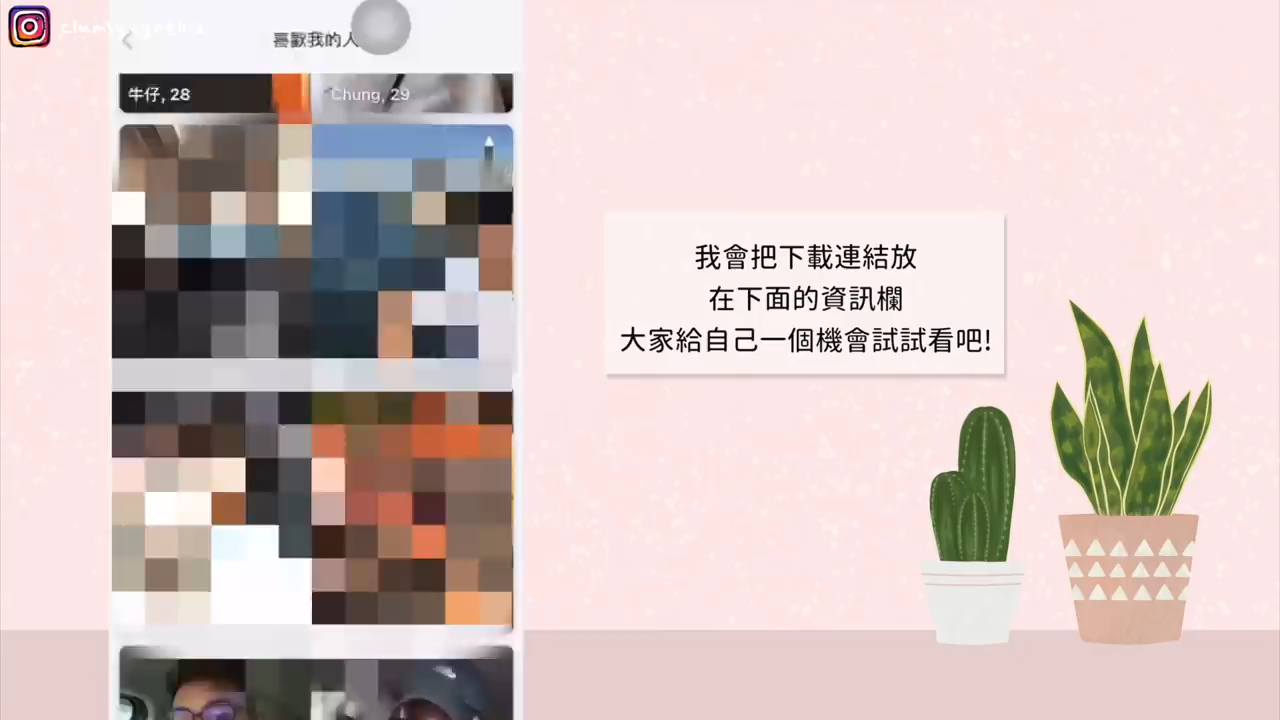 喜歡我的人
牛仔, 28
Chung, 29
我會把下載連結放
在下面的資訊欄
大家給自己一個機會試試看吧!